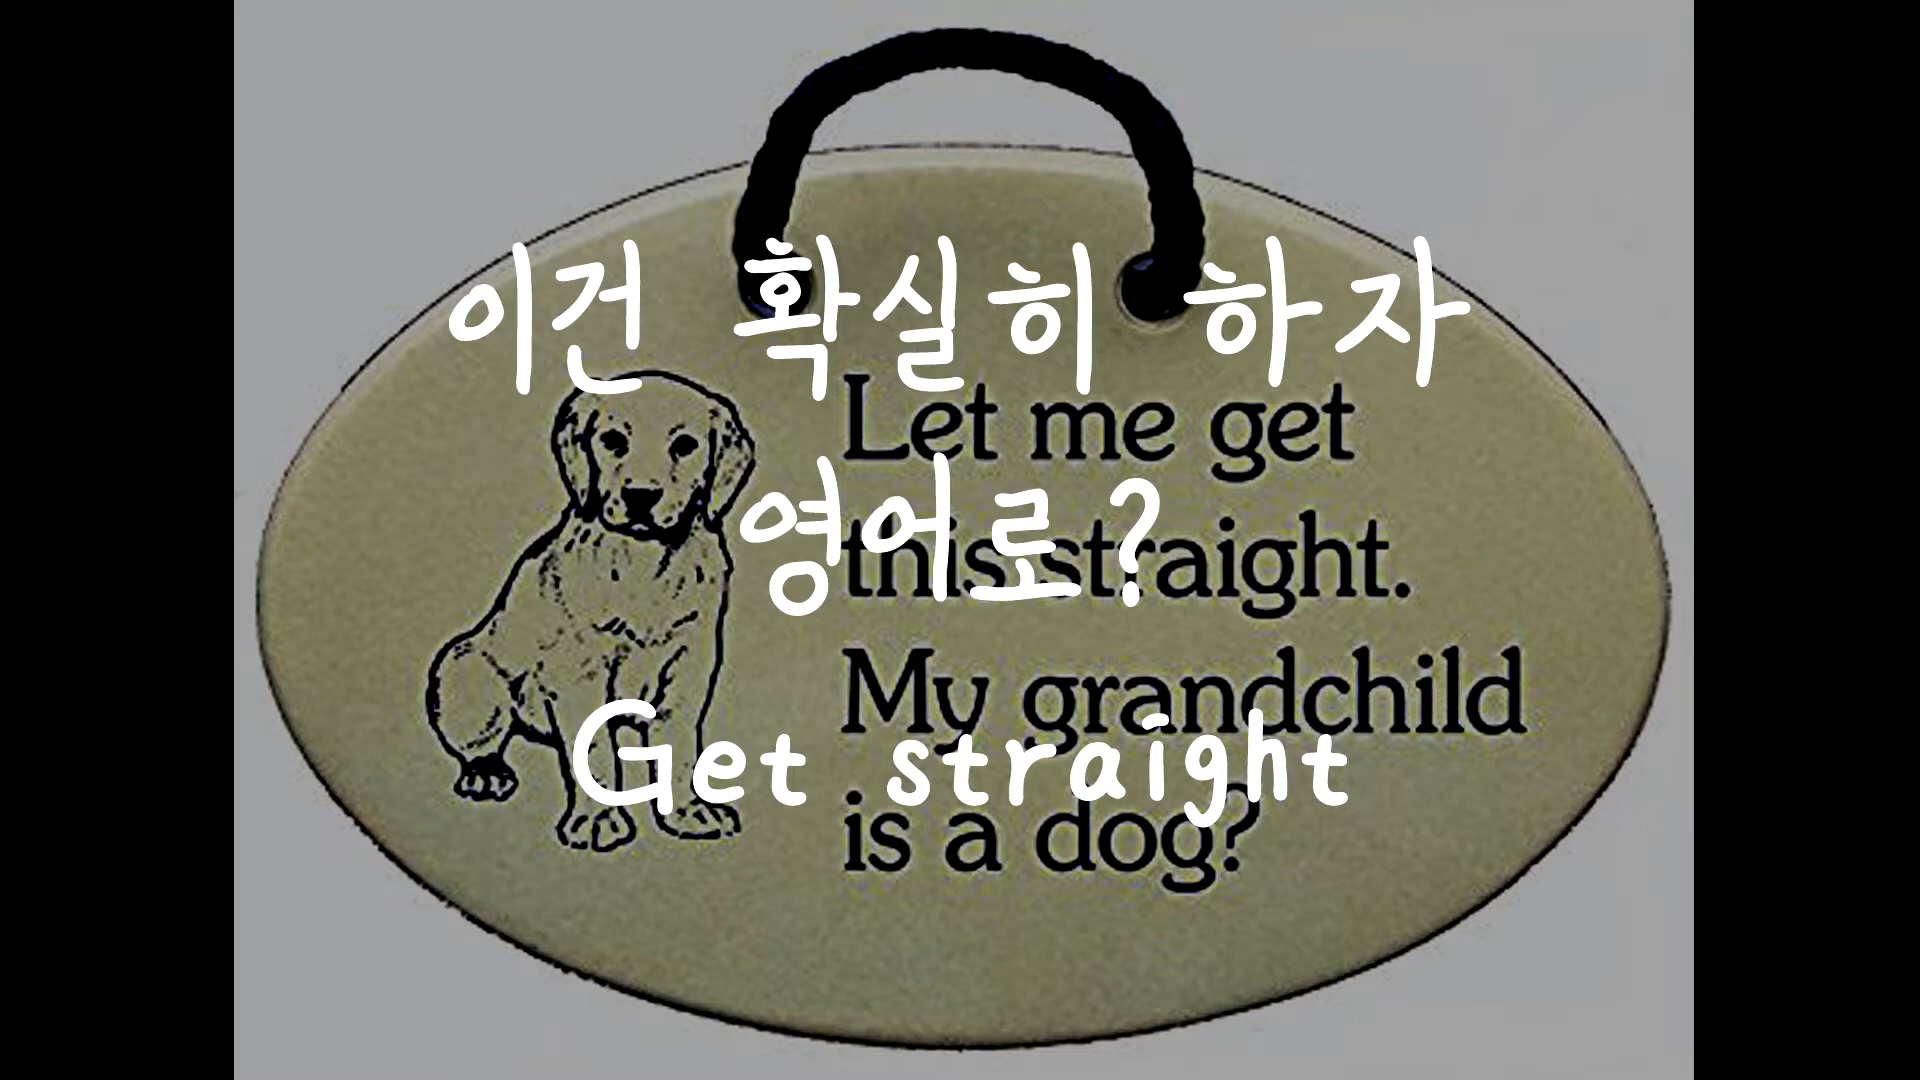 이건 확실히 하자
영어로?
Get straight
Let me get
this straight.
My grandchild
is a dog?